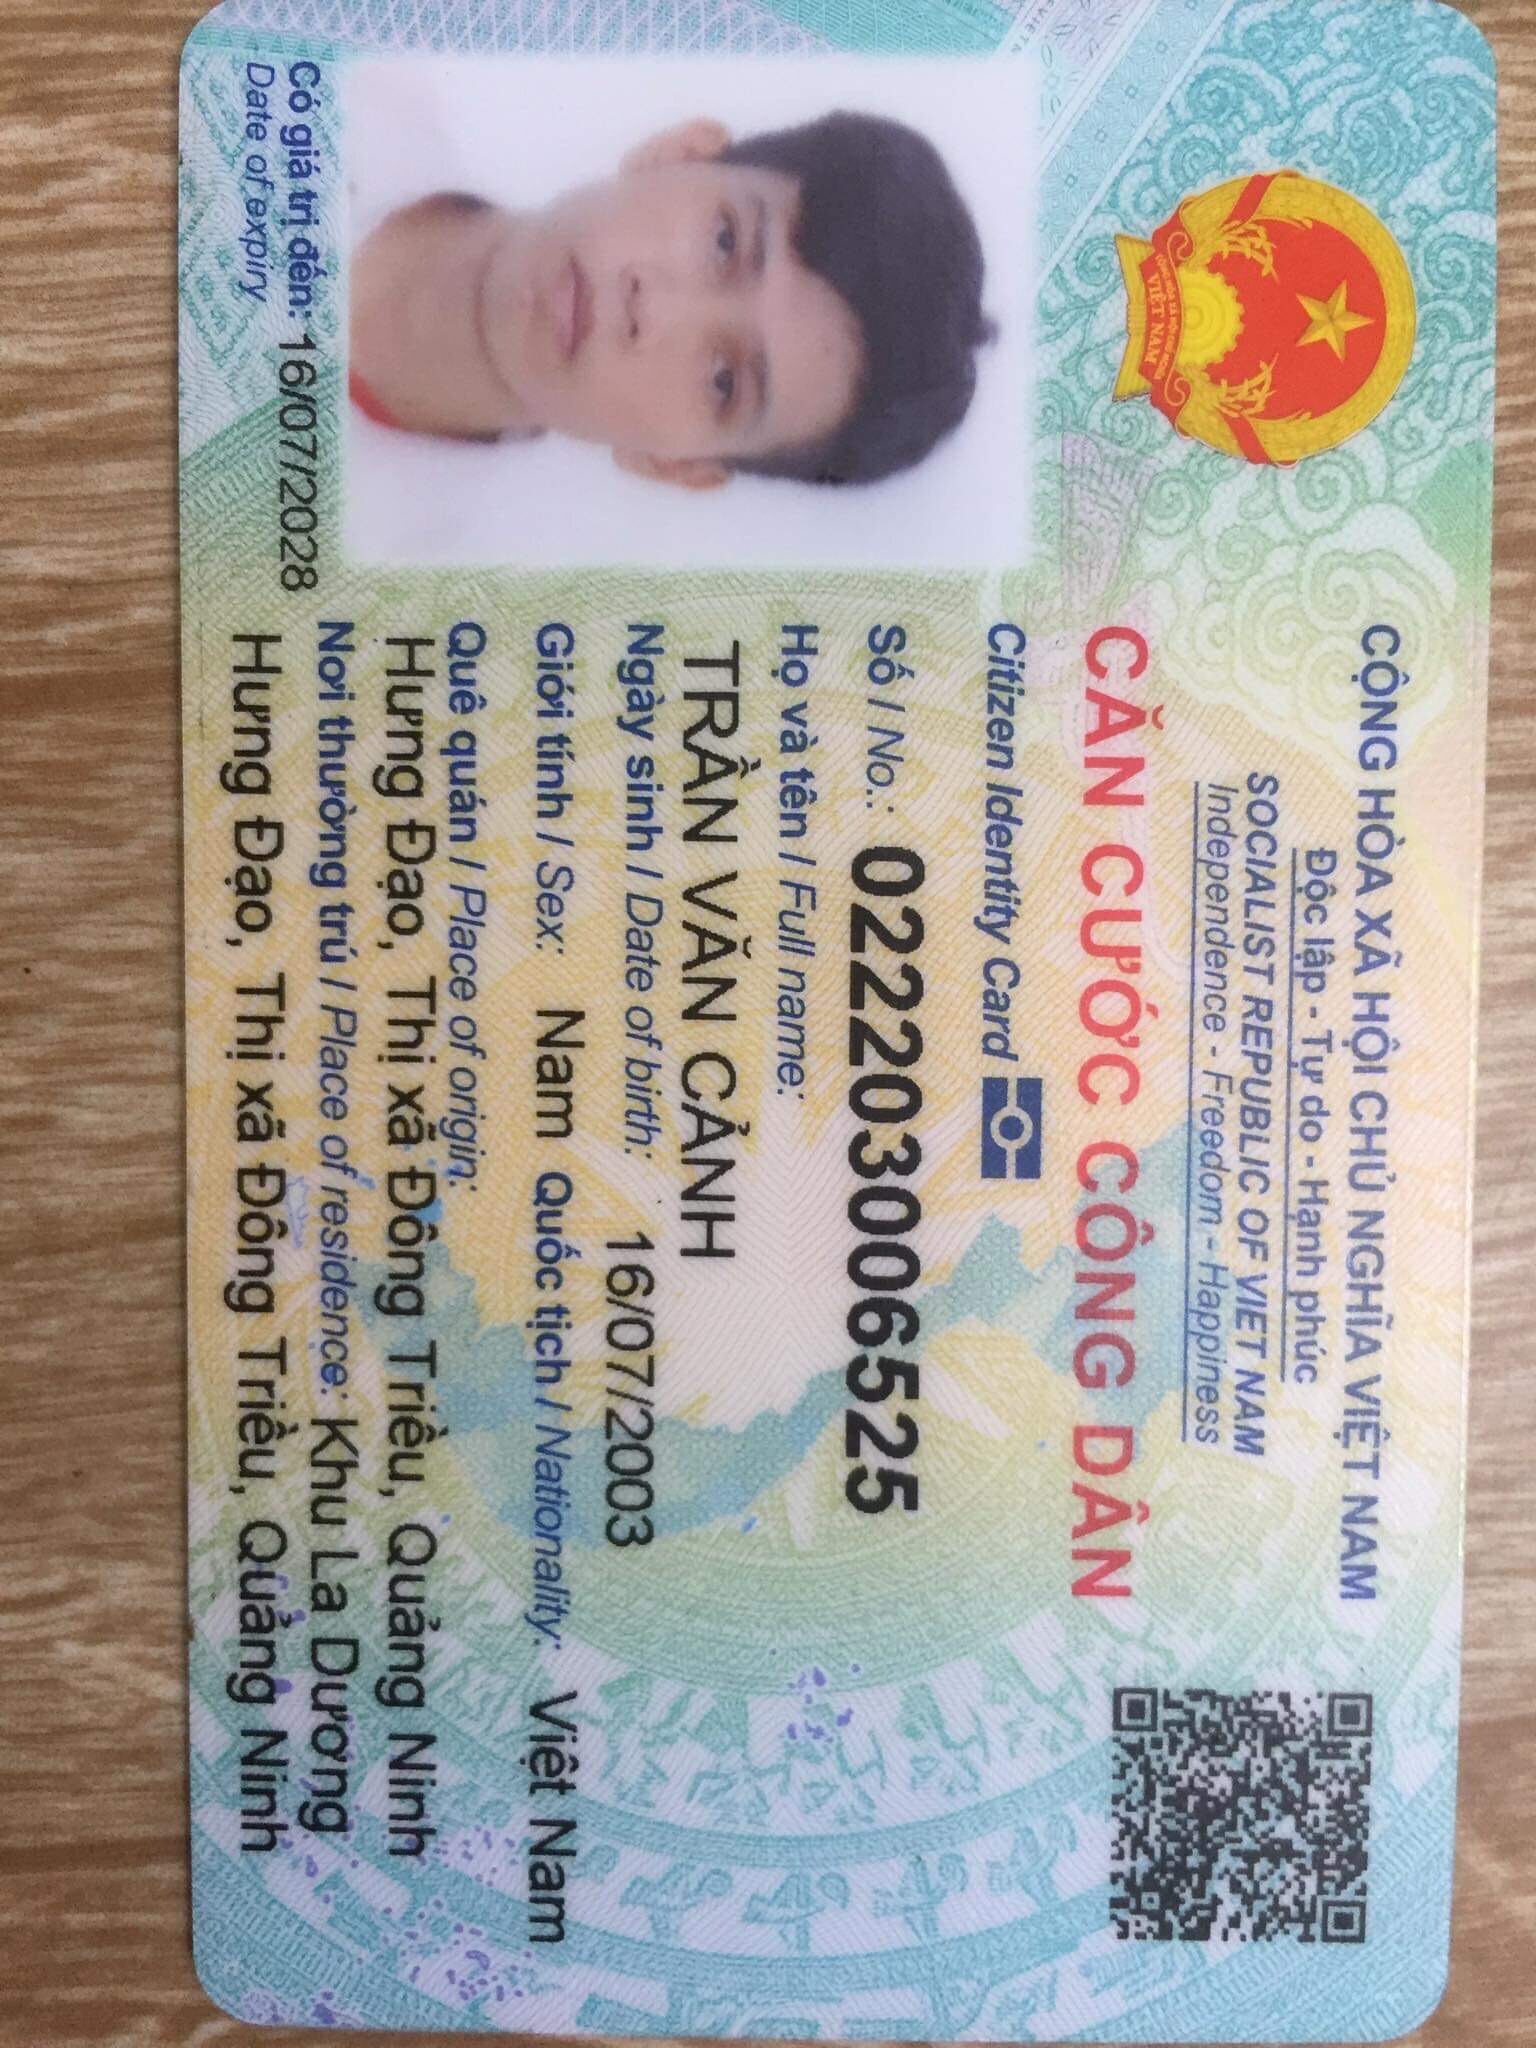 CỘNG HÒA XÃ HỘI CHỦ NGHĨA VIỆT NAM
Độc lập - Tự do - Hạnh phúc
SOCIALIST REPUBLIC OF VIET NAM
Independence - Freedom - Happiness
CĂN CƯỚC CÔNG DÂN
Citizen Identity Card
Số / No.: 022203006525
Họ và tên / Full name:
TRẦN VĂN CẢNH
Ngày sinh / Date of birth: 16/07/2003
Giới tính / Sex: Nam Quốc tịch / Nationality: Việt Nam
Quê quán / Place of origin:
Hưng Đạo, Thị xã Đông Triều, Quảng Ninh
Nơi thường trú / Place of residence: Khu La Dương
Hưng Đạo, Thị xã Đông Triều, Quảng Ninh
Có giá trị đến: 16/07/2028
Date of expiry
VIỆT NAM